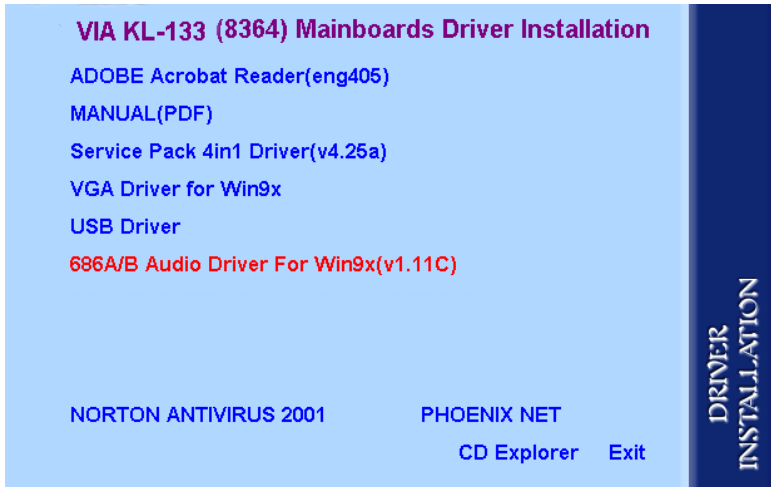 VIA KL-133 (8364) Mainboards Driver Installation
ADOBE Acrobat Reader(eng405)
MANUAL(PDF)
Service Pack 4in1 Driver(v4.25a)
VGA Driver for Win9x
USB Driver
686A/B Audio Driver For Win9x(v1.11C)
NORTON ANTIVIRUS 2001 PHOENIX NET
CD Explorer Exit
DRIVER
INSTALLATION